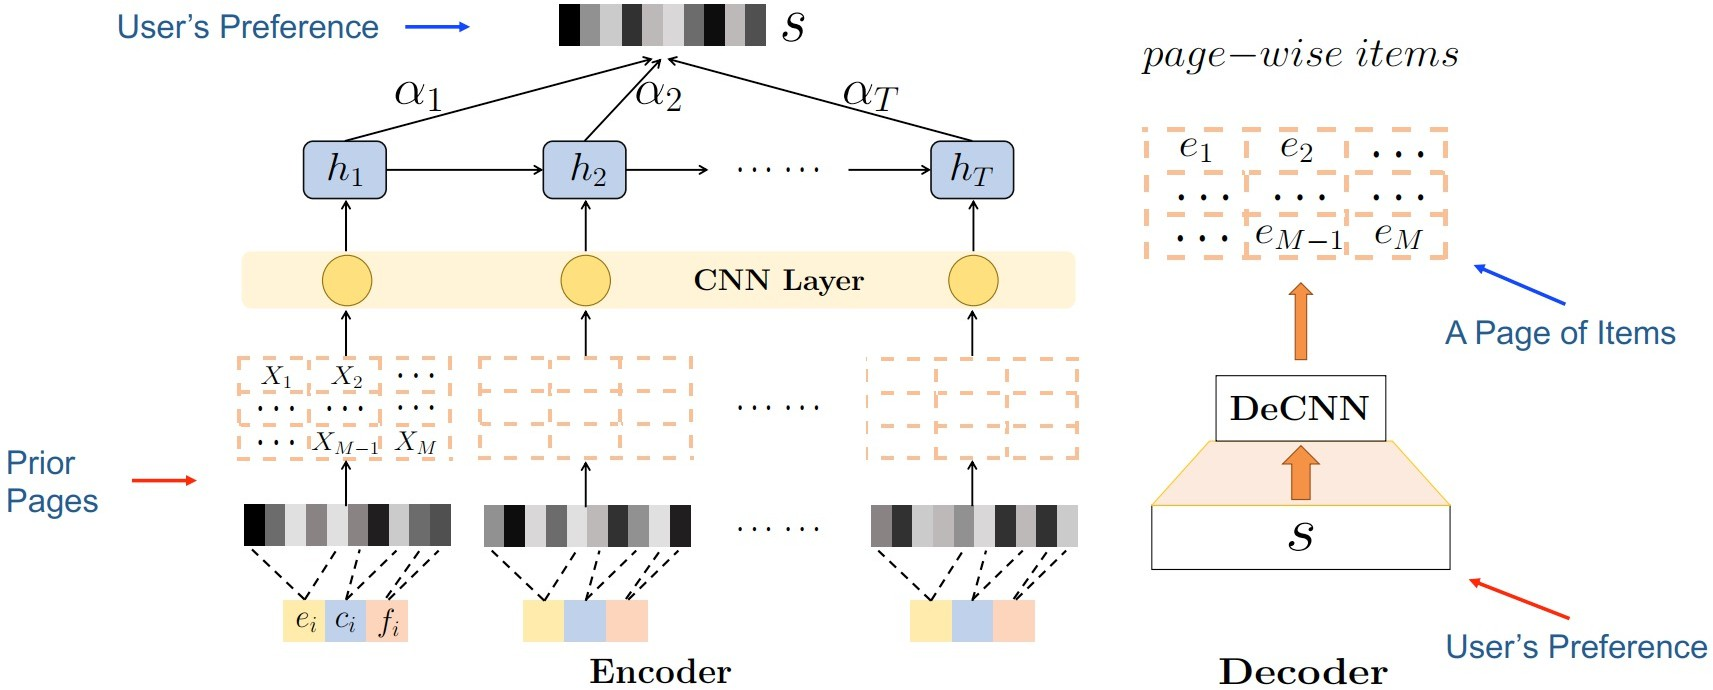 User's Preference
s
α1 α2 αT
h1 h2 ⋯⋯ hT
CNN Layer
X1 X2 ⋯
⋯ ⋯ ⋯
⋯ XM−1 XM
⋯⋯
Prior
Pages
⋯⋯
ei ci fi
Encoder
page−wise items
e1 e2 ⋯
⋯ ⋯ ⋯
⋯ eM−1 eM
A Page of Items
DeCNN
s
User's Preference
Decoder